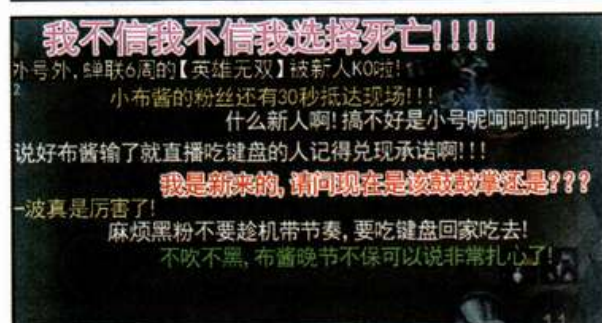 我不信我不信我选择死亡!!!!
外号外,蝉联6周的【英雄无双】被新人KO啦!
小布酱的粉丝还有30秒抵达现场!!!
什么新人啊!搞不好是小号呢呵呵呵呵呵!
说好布酱输了就直播吃键盘的人记得兑现承诺啊!!!
我是新来的,请问现在是该鼓鼓掌还是???
一波真是厉害了!
麻烦黑粉不要趁机带节奏,要吃键盘回家吃去!
不吹不黑,布酱晚节不保可以说非常扎心了!
11